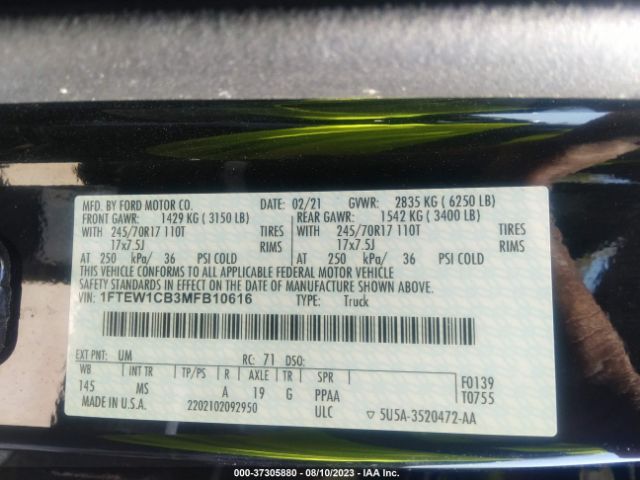 MFD. BY FORD MOTOR CO. DATE: 02/21 GVWR: 2835 KG ( 6250 LB)
FRONT GAWR: 1429 KG ( 3150 LB) REAR GAWR: 1542 KG ( 3400 LB)
WITH 245/70R17 110T TIRES WITH 245/70R17 110T TIRES
17x7.5J RIMS 17x7.5J RIMS
AT 250 kPa/ 36 PSI COLD AT 250 kPa/ 36 PSI COLD
THIS VEHICLE CONFORMS TO ALL APPLICABLE FEDERAL MOTOR VEHICLE
SAFETY STANDARDS IN EFFECT ON THE DATE OF MANUFACTURE SHOWN ABOVE.
VIN: 1FTEW1CB3MFB10616 TYPE: Truck
EXT PNT: UM RC: 71 DSO:
WB INT TR TP/PS R AXLE TR SPR F0139
145 MS A 19 G PPAA T0755
MADE IN U.S.A. 2202102092950 ULC ▽ 5U5A-3520472-AA
000-37305880 - 08/10/2023 - IAA Inc.